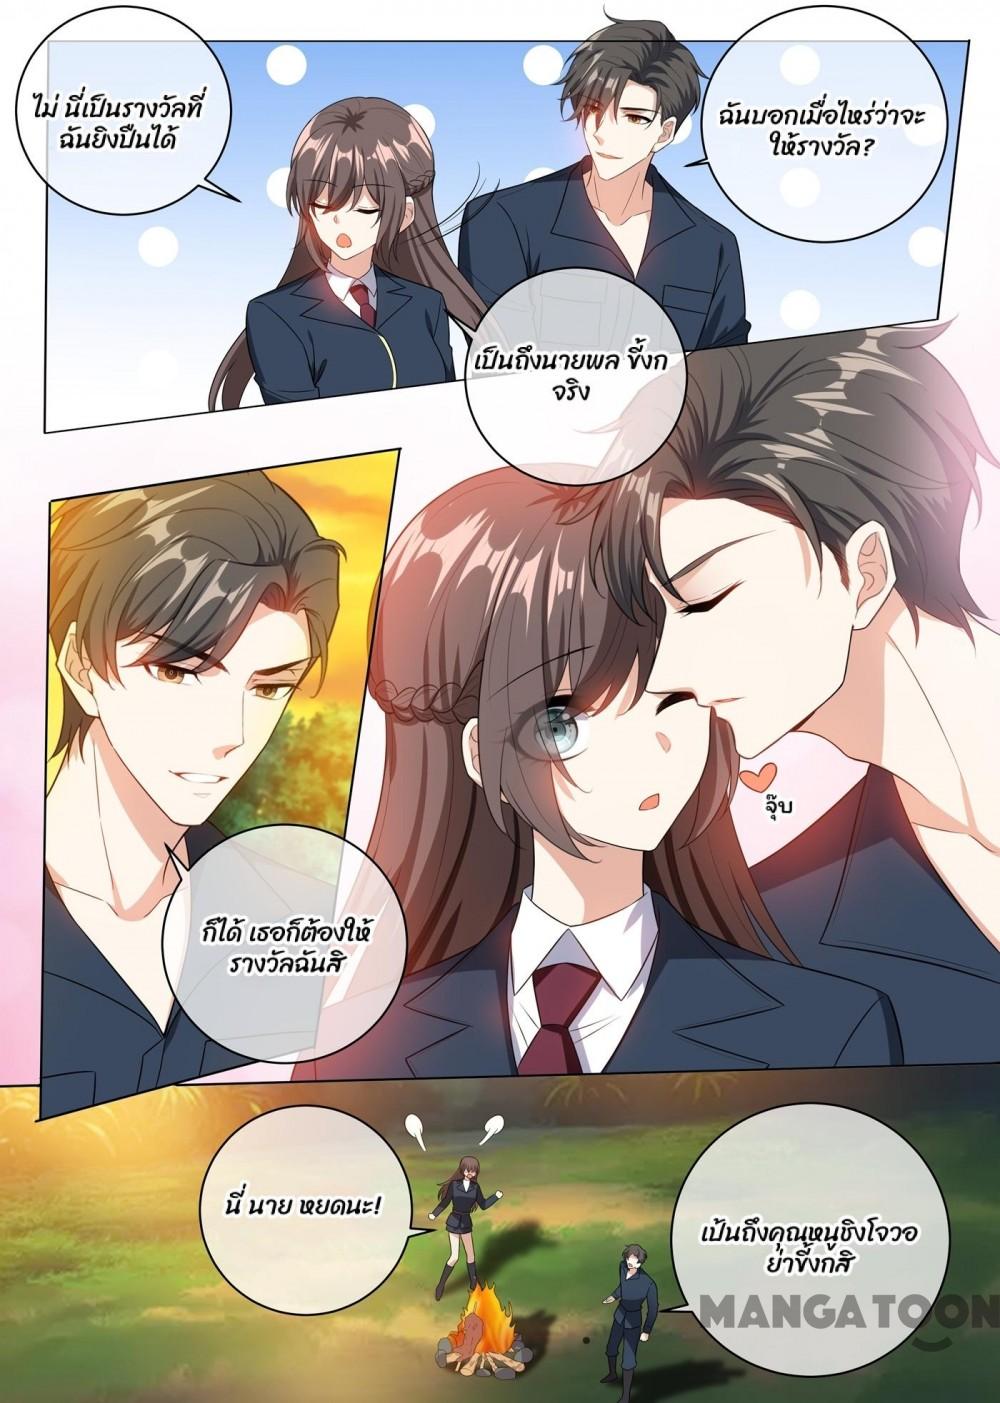 ไม่ นี่เป็นรางวัลที่
ฉันยิงปืนได้
ฉันบอกเมื่อไหร่ว่าจะ
ให้รางวัล?
เป็นถึงนายพล ขี้งก
จริง
จุ๊บ
ก็ได้ เธอก็ต้องให้
รางวัลฉันสิ
นี่ นาย หยดนะ!
เป้นถึงคุณหนูชิงโจวอ
ย่าขี้งกสิ
MANGATOON